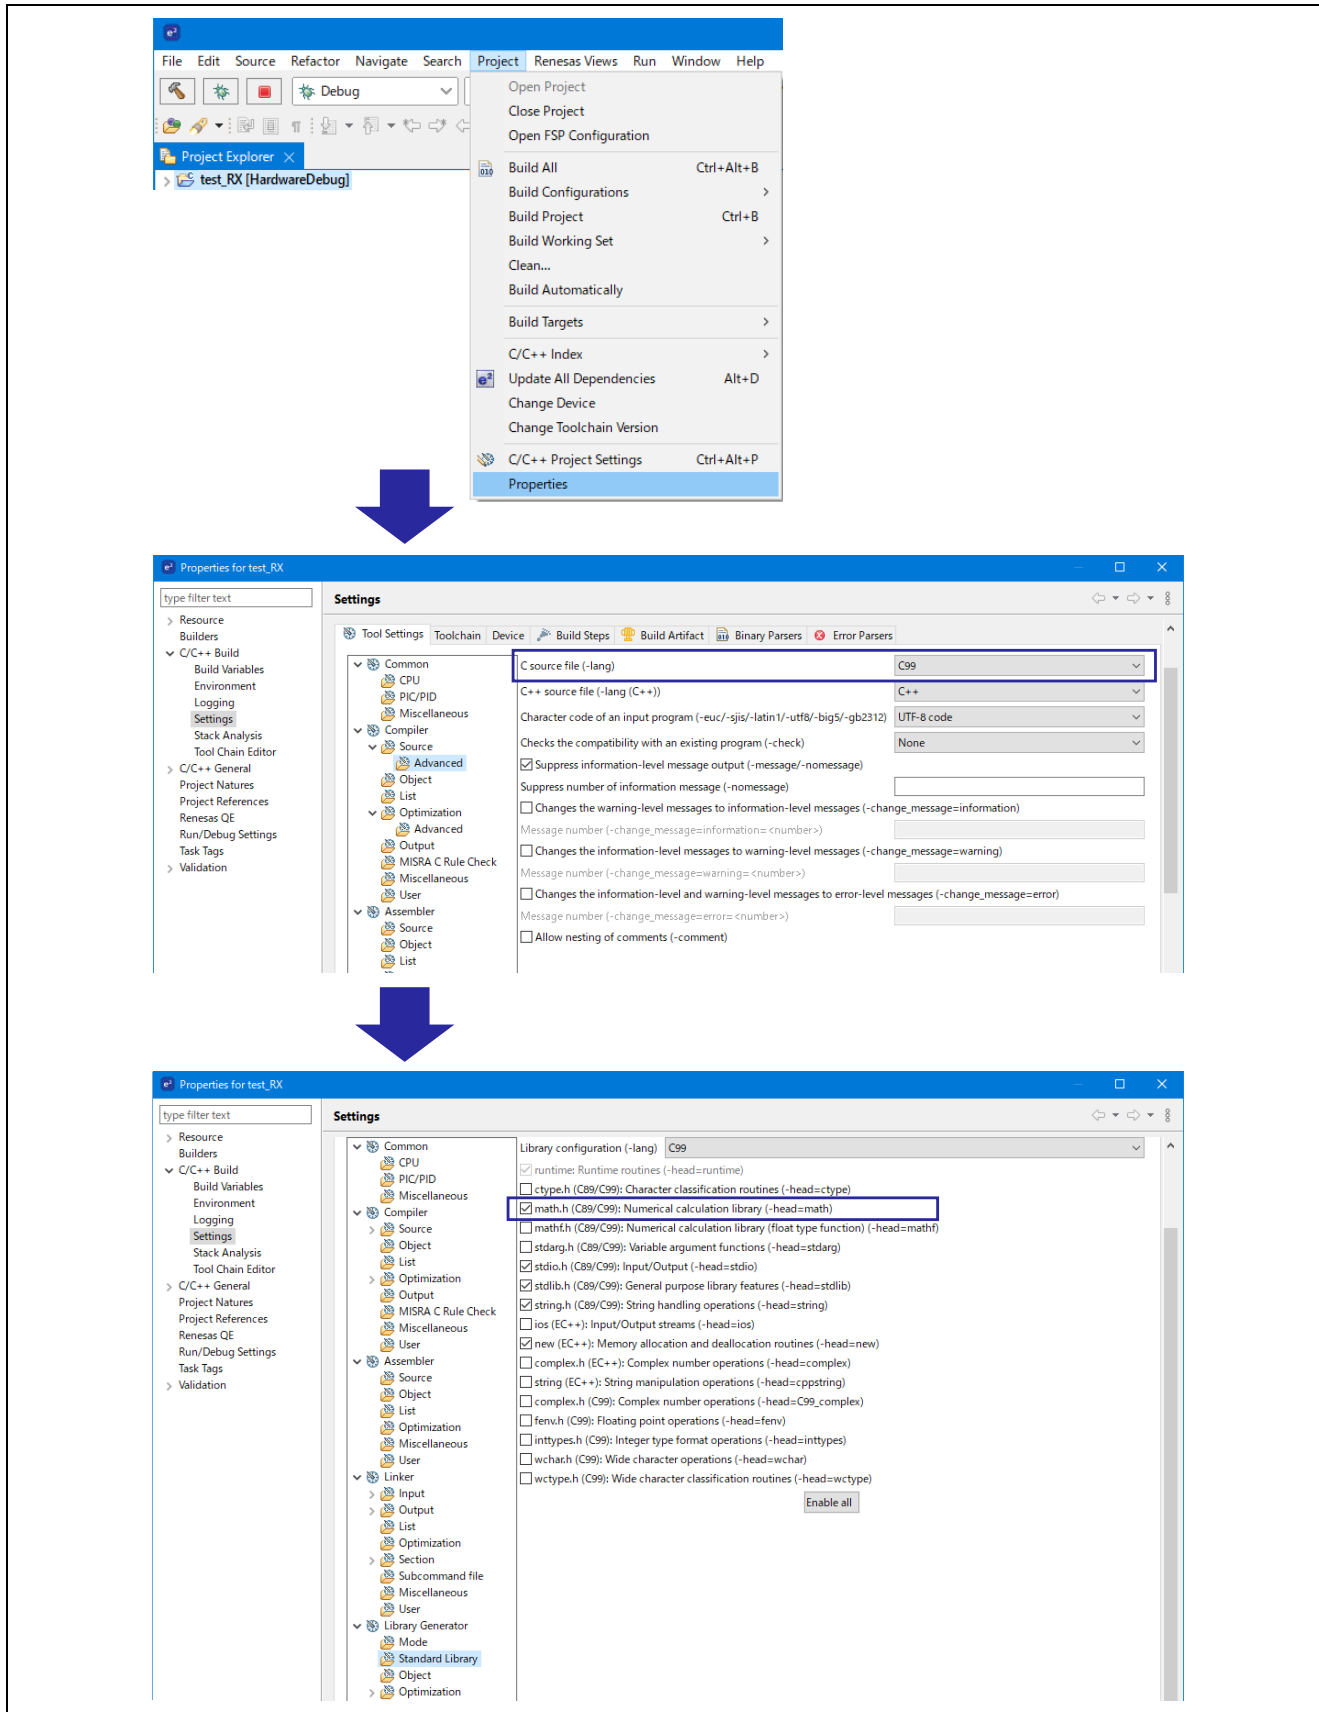 e²
File Edit Source Refactor Navigate Search Project Renesas Views Run Window Help
Debug
Project Explorer
test_RX [HardwareDebug]
Open Project
Close Project
Open FSP Configuration
010 Build All Ctrl+Alt+B
Build Configurations
Build Project Ctrl+B
Build Working Set
Clean...
Build Automatically
Build Targets
C/C++ Index
e² Update All Dependencies Alt+D
Change Device
Change Toolchain Version
C/C++ Project Settings Ctrl+Alt+P
Properties
e² Properties for test_RX
type filter text
Resource
Builders
C/C++ Build
Build Variables
Environment
Logging
Settings
Stack Analysis
Tool Chain Editor
C/C++ General
Project Natures
Project References
Renesas QE
Run/Debug Settings
Task Tags
Validation
Settings
Tool Settings Toolchain Device Build Steps Build Artifact Binary Parsers Error Parsers
Common
CPU
PIC/PID
Miscellaneous
Compiler
Source
Advanced
Object
List
Optimization
Advanced
Output
MISRA C Rule Check
Miscellaneous
User
Assembler
Source
Object
List
C source file (-lang) C99
C++ source file (-lang (C++)) C++
Character code of an input program (-euc/-sjis/-latin1/-utf8/-big5/-gb2312) UTF-8 code
Checks the compatibility with an existing program (-check) None
Suppress information-level message output (-message/-nomessage)
Suppress number of information message (-nomessage)
Changes the warning-level messages to information-level messages (-change_message=information)
Message number (-change_message=information=<number>)
Changes the information-level messages to warning-level messages (-change_message=warning)
Message number (-change_message=warning=<number>)
Changes the information-level and warning-level messages to error-level messages (-change_message=error)
Message number (-change_message=error=<number>)
Allow nesting of comments (-comment)
e² Properties for test_RX
type filter text
Resource
Builders
C/C++ Build
Build Variables
Environment
Logging
Settings
Stack Analysis
Tool Chain Editor
C/C++ General
Project Natures
Project References
Renesas QE
Run/Debug Settings
Task Tags
Validation
Settings
Common
CPU
PIC/PID
Miscellaneous
Compiler
Source
Object
List
Optimization
Output
MISRA C Rule Check
Miscellaneous
User
Assembler
Source
Object
List
Optimization
Miscellaneous
User
Linker
Input
Output
List
Optimization
Section
Subcommand file
Miscellaneous
User
Library Generator
Mode
Standard Library
Object
Optimization
Library configuration (-lang) C99
runtime: Runtime routines (-head=runtime)
ctype.h (C89/C99): Character classification routines (-head=ctype)
math.h (C89/C99): Numerical calculation library (-head=math)
mathf.h (C89/C99): Numerical calculation library (float type function) (-head=mathf)
stdarg.h (C89/C99): Variable argument functions (-head=stdarg)
stdio.h (C89/C99): Input/Output (-head=stdio)
stdlib.h (C89/C99): General purpose library features (-head=stdlib)
string.h (C89/C99): String handling operations (-head=string)
ios (EC++): Input/Output streams (-head=ios)
new (EC++): Memory allocation and deallocation routines (-head=new)
complex.h (EC++): Complex number operations (-head=complex)
string (EC++): String manipulation operations (-head=cppstring)
complex.h (C99): Complex number operations (-head=C99_complex)
fenv.h (C99): Floating point operations (-head=fenv)
inttypes.h (C99): Integer type format operations (-head=inttypes)
wchar.h (C99): Wide character operations (-head=wchar)
wctype.h (C99): Wide character classification routines (-head=wctype)
Enable all